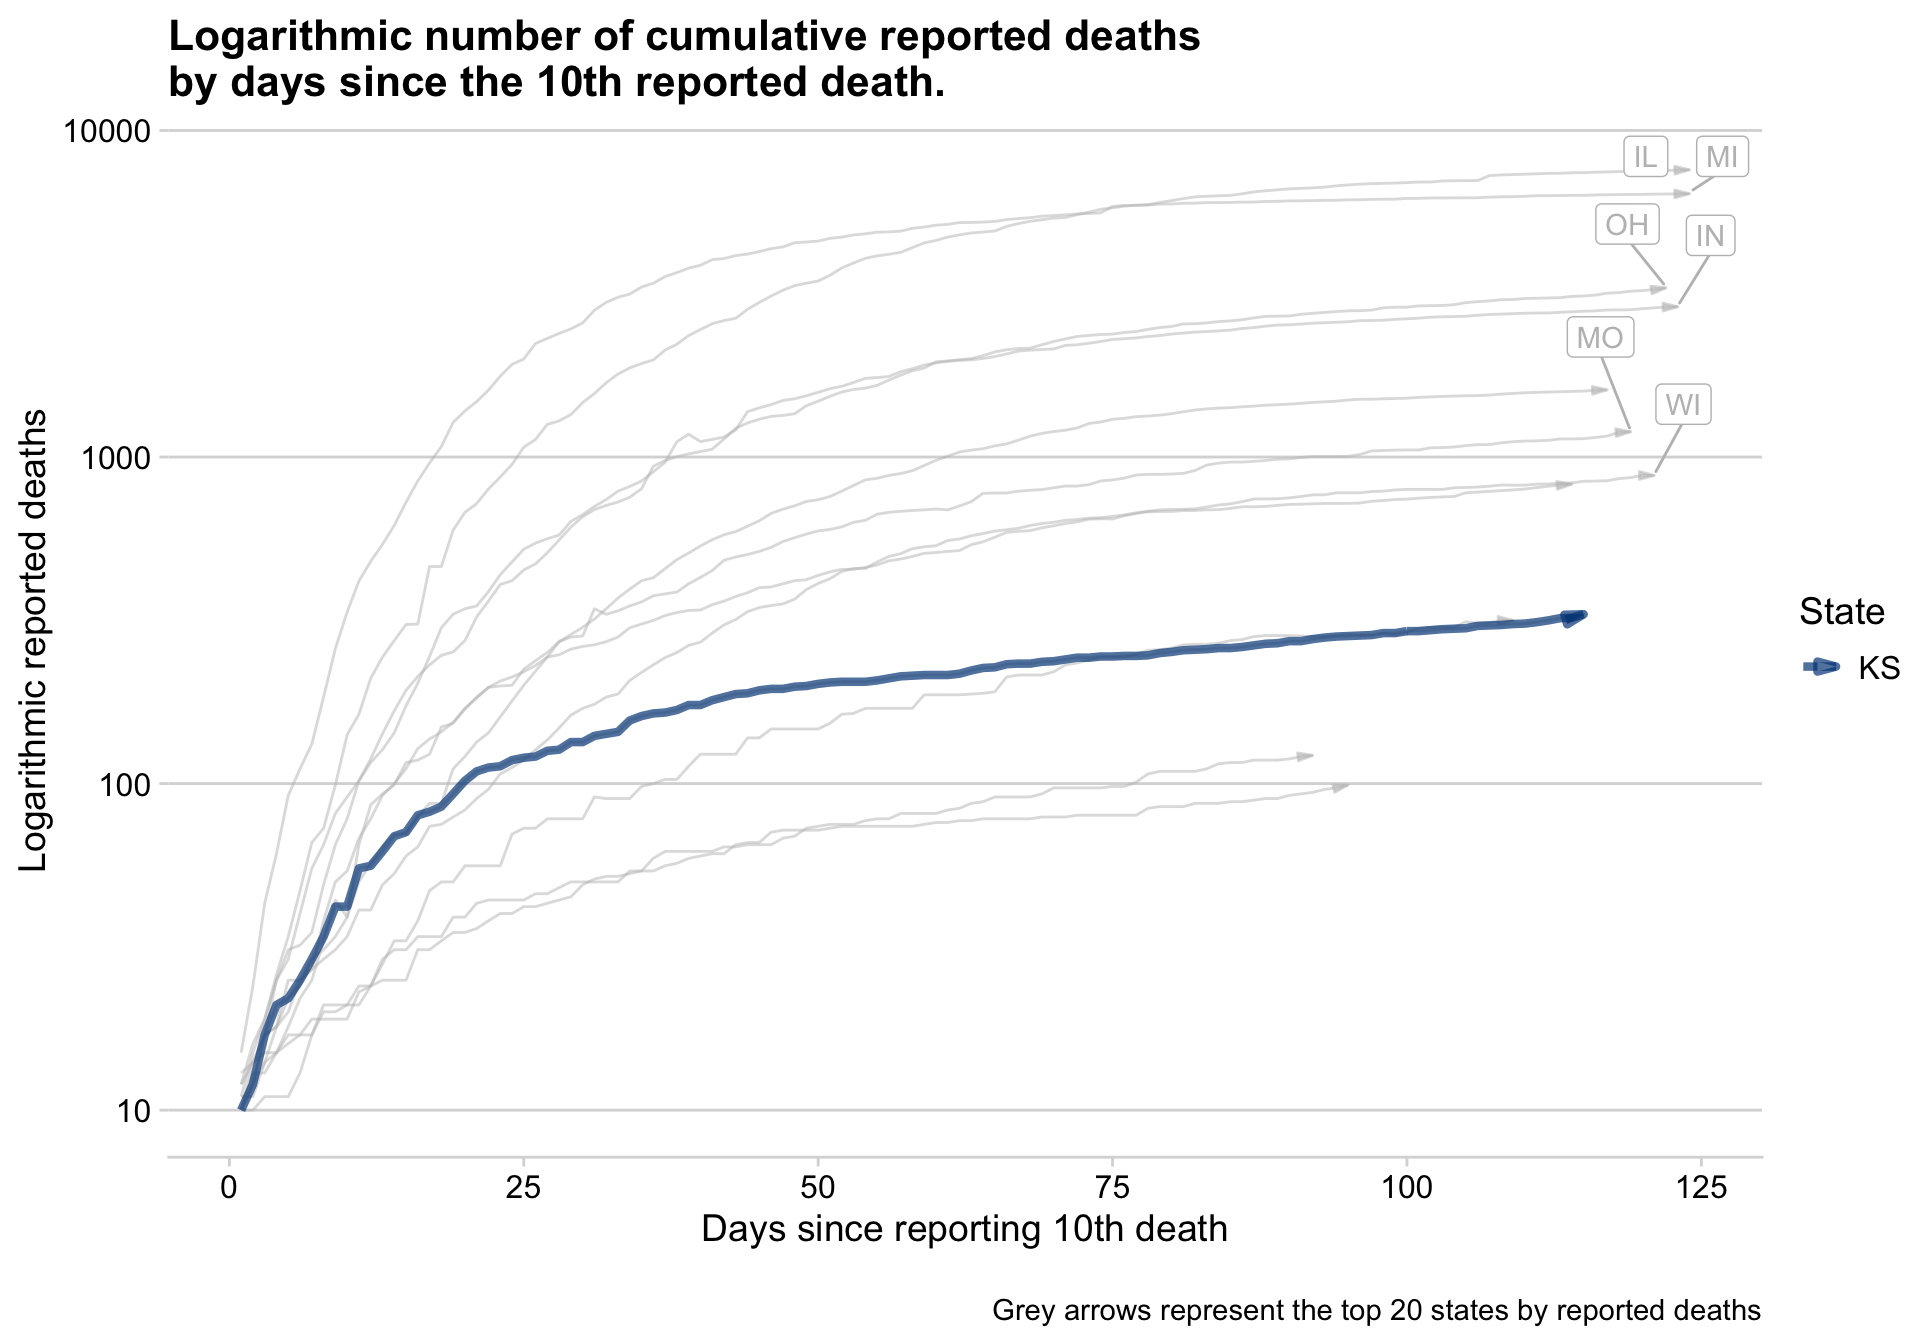 Logarithmic number of cumulative reported deaths
by days since the 10th reported death.
Logarithmic reported deaths
10000
1000
100
10
IL
MI
OH
IN
MO
WI
State
KS
0
25
50
75
100
125
Days since reporting 10th death
Grey arrows represent the top 20 states by reported deaths